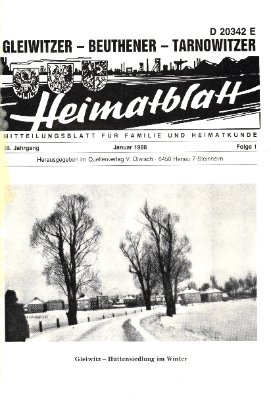 D 20342 E
GLEIWITZER – BEUTHENER – TARNOWITZER
Heimatblatt
MITTEILUNGSBLATT FÜR FAMILIE UND HEIMATKUNDE
38. Jahrgang Januar 1988 Folge 1
Herausgegeben im Quellenverlag V. Diwisch · 6450 Hanau 7-Steinheim
Gleiwitz – Hüttensiedlung im Winter